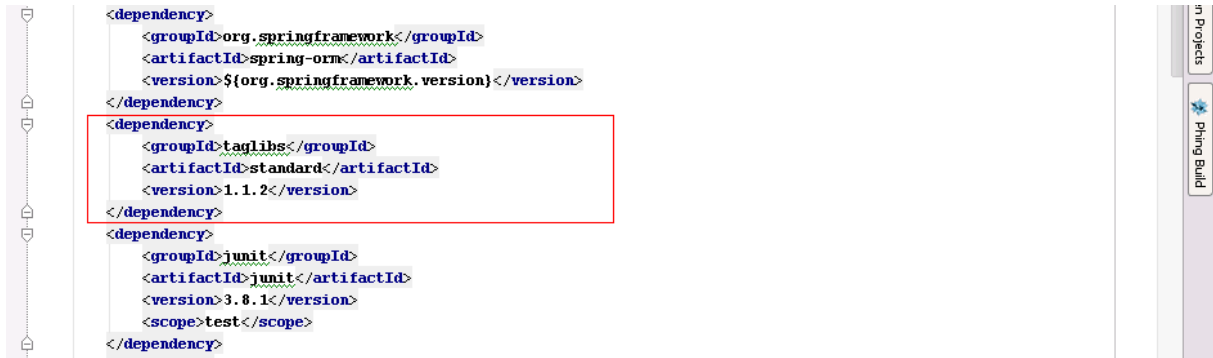 <dependency>
<groupId>org.springframework</groupId>
<artifactId>spring-orm</artifactId>
<version>${org.springframework.version}</version>
</dependency>
<dependency>
<groupId>taglibs</groupId>
<artifactId>standard</artifactId>
<version>1.1.2</version>
</dependency>
<dependency>
<groupId>junit</groupId>
<artifactId>junit</artifactId>
<version>3.8.1</version>
<scope>test</scope>
</dependency>
Projects
Phing Build